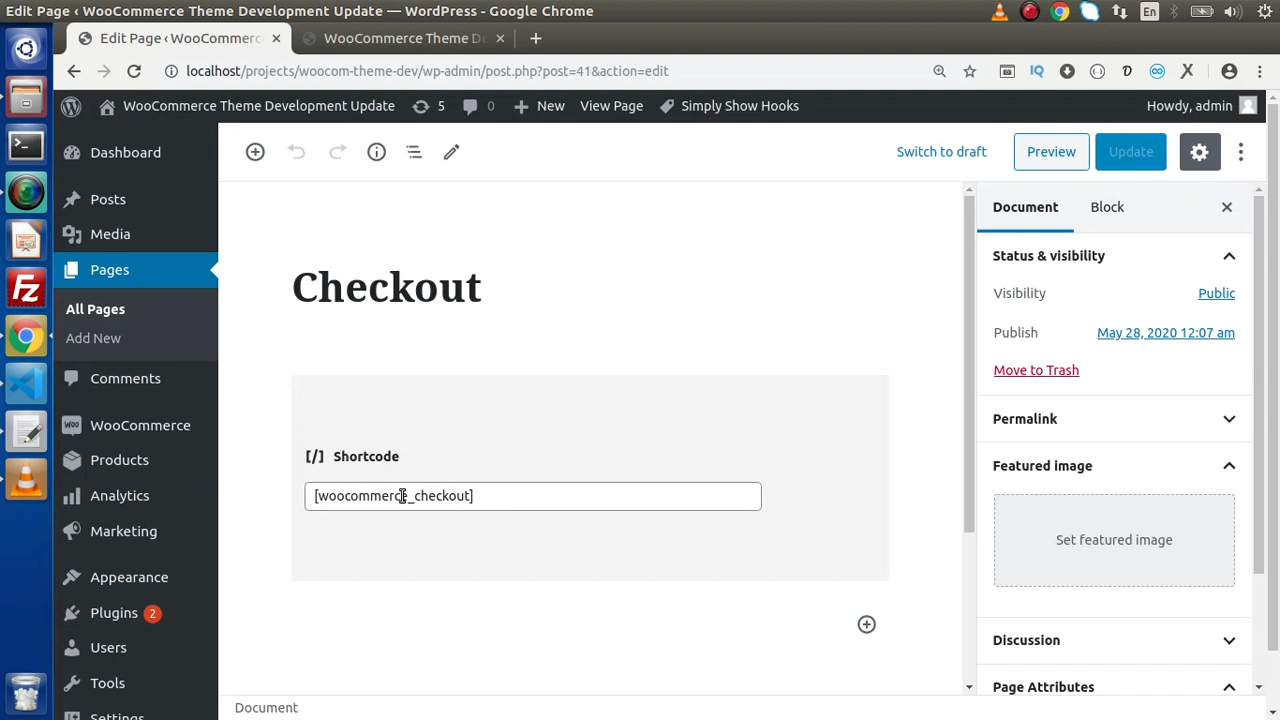 Edit Page ‹ WooCommerce Theme Development Update — WordPress - Google Chrome
En
Edit Page ‹ WooCommerc
WooCommerce Theme De
localhost/projects/woocom-theme-dev/wp-admin/post.php?post=41&action=edit
WooCommerce Theme Development Update
5
0
New
View Page
Simply Show Hooks
Howdy, admin
Dashboard
Posts
Media
Pages
All Pages
Add New
Comments
WooCommerce
Products
Analytics
Marketing
Appearance
Plugins 2
Users
Tools
Settings
Switch to draft
Preview
Update
Checkout
[/] Shortcode
[woocommerce_checkout]
Document
Block
Status & visibility
Visibility
Public
Publish
May 28, 2020 12:07 am
Move to Trash
Permalink
Featured image
Set featured image
Discussion
Page Attributes
Document